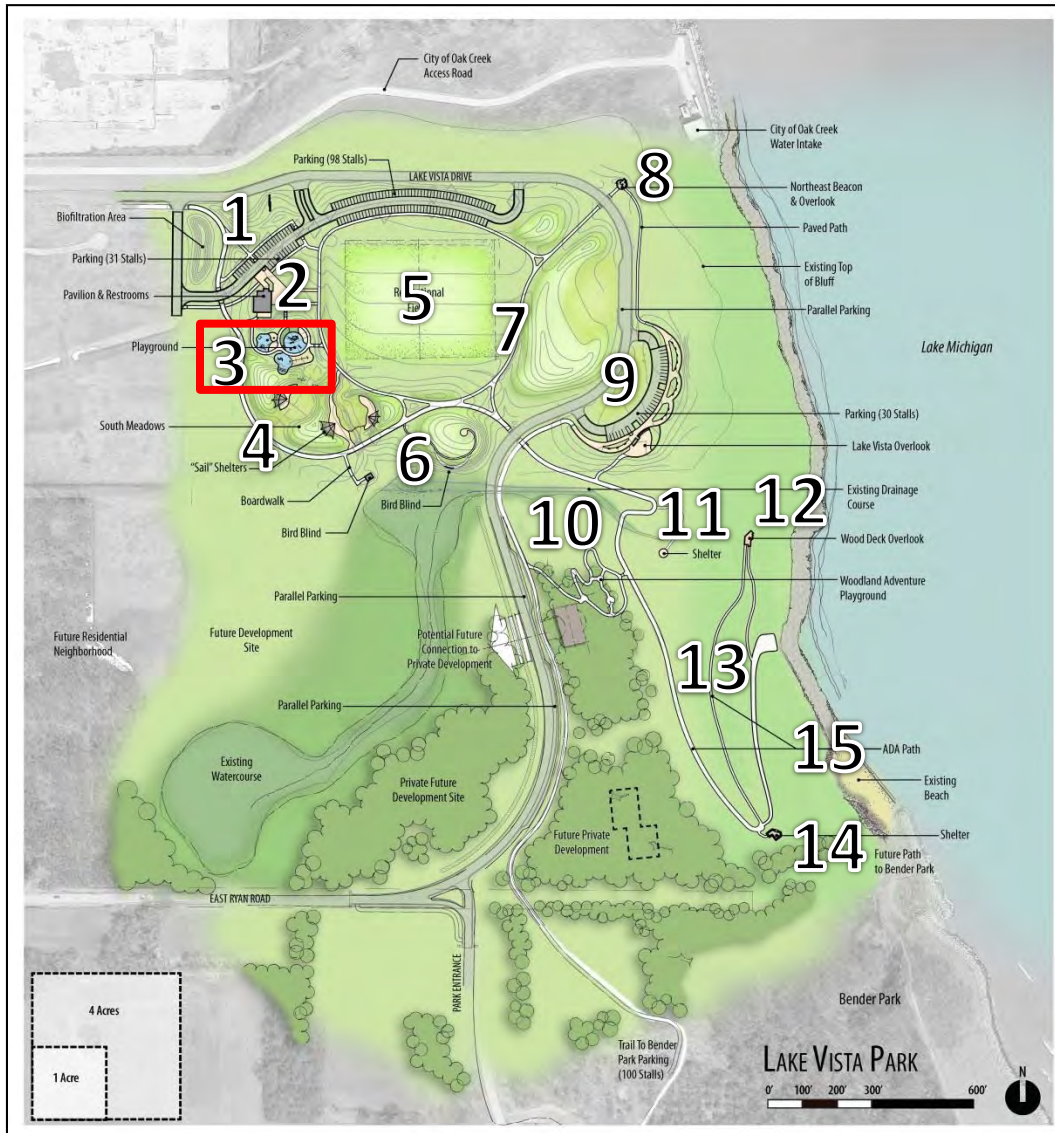 City of Oak Creek
Access Road
City of Oak Creek
Water Intake
Parking (98 Stalls)
LAKE VISTA DRIVE
8
Northeast Beacon
& Overlook
1
Biofiltration Area
Paved Path
Parking (31 Stalls)
2
Existing Top
of Bluff
Pavilion & Restrooms
5
7
Parallel Parking
Playground
3
Lake Michigan
9
Parking (30 Stalls)
South Meadows
4
6
Lake Vista Overlook
"Sail" Shelters
Boardwalk
Bird Blind
Bird Blind
Existing Drainage
Course
10
11
12
Shelter
Wood Deck Overlook
Woodland Adventure
Playground
Parallel Parking
Future Residential
Neighborhood
Future Development
Site
Potential Future
Connection to
Private Development
13
Parallel Parking
15
ADA Path
Existing
Watercourse
Private Future
Development Site
Existing
Beach
Future Private
Development
14
Shelter
Future Path
to Bender Park
EAST RYAN ROAD
PARK ENTRANCE
4 Acres
1 Acre
Bender Park
Trail To Bender
Park Parking
(100 Stalls)
LAKE VISTA PARK
0' 100' 200' 300' 600'
N